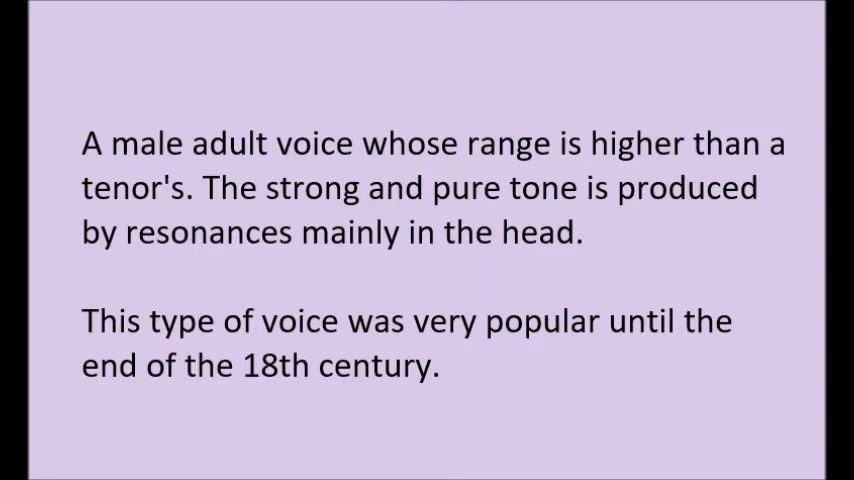 A male adult voice whose range is higher than a
tenor's. The strong and pure tone is produced
by resonances mainly in the head.
This type of voice was very popular until the
end of the 18th century.